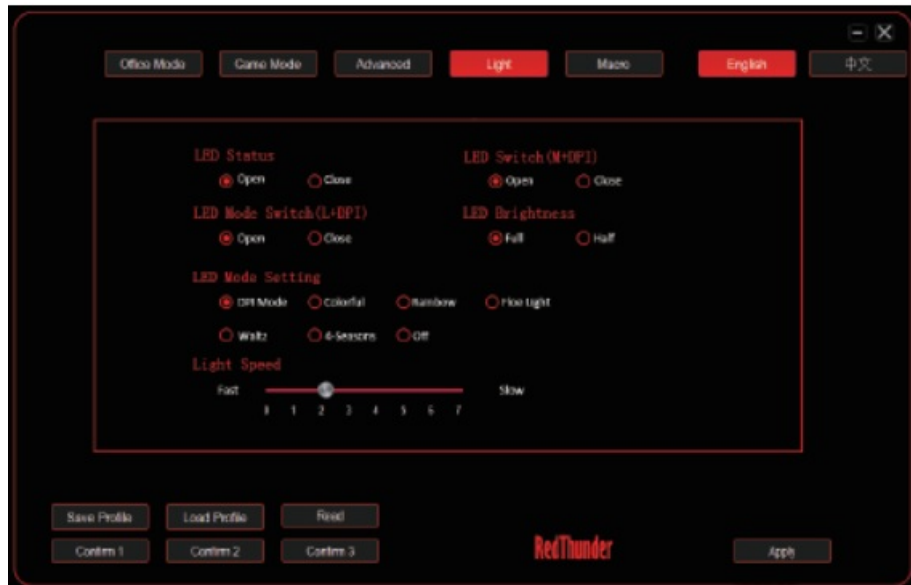 Office Mode Game Mode Advanced Light Macro English 中文
LED Status LED Switch(M+DPI)
Open Close Open Close
LED Mode Switch(L+DPI) LED Brightness
Open Close Full Half
LED Mode Setting
DPI Mode Colorful Rainbow Floe Light
Waltz 4-Seasons Off
Light Speed
Fast Slow
0 1 2 3 4 5 6 7
Save Profile Load Profile Read
Confirm 1 Confirm 2 Confirm 3 RedThunder Apply